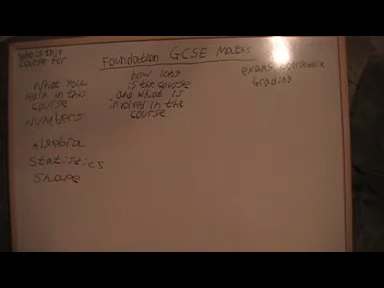 who is this
course for
Foundation GCSE Maths
What you
learn in this
course
Numbers
Algebra
Statistics
Shape
how long
is the course
and what is
involved in the
course
exams coursework
Grading